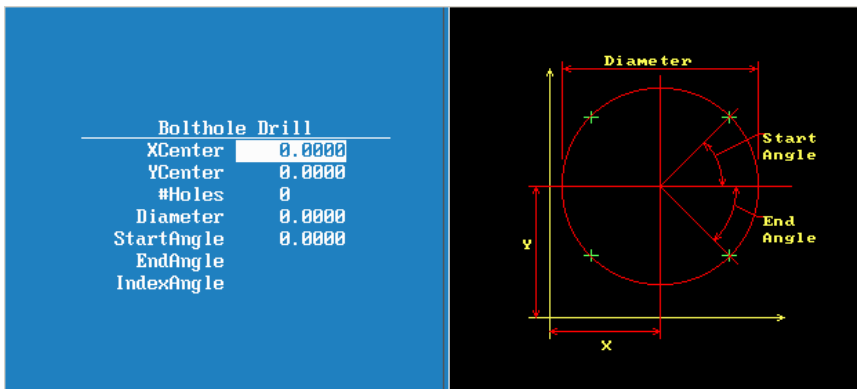 Bolthole Drill
XCenter 0.0000
YCenter 0.0000
#Holes 0
Diameter 0.0000
StartAngle 0.0000
EndAngle
IndexAngle
Diameter
Start
Angle
End
Angle
Y
X